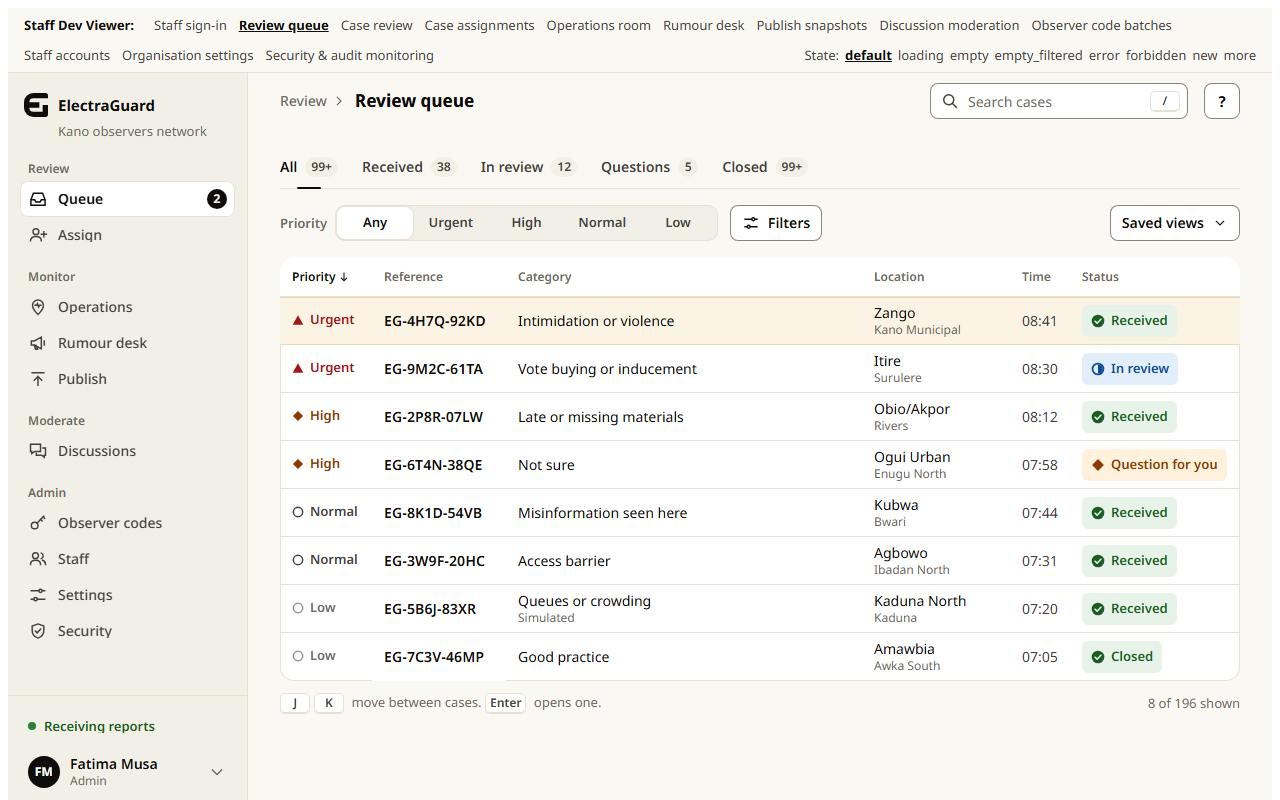 Staff Dev Viewer: Staff sign-in Review queue Case review Case assignments Operations room Rumour desk Publish snapshots Discussion moderation Observer code batches
Staff accounts Organisation settings Security & audit monitoring State: default loading empty empty_filtered error forbidden new more
ElectraGuard
Kano observers network
Review
Queue 2
Assign
Monitor
Operations
Rumour desk
Publish
Moderate
Discussions
Admin
Observer codes
Staff
Settings
Security
Receiving reports
FM Fatima Musa
Admin
Review > Review queue
Search cases / ?
All 99+ Received 38 In review 12 Questions 5 Closed 99+
Priority Any Urgent High Normal Low Filters Saved views
Priority ↓ Reference Category Location Time Status
Urgent EG-4H7Q-92KD Intimidation or violence Zango 08:41 Received
Kano Municipal
Urgent EG-9M2C-61TA Vote buying or inducement Itire 08:30 In review
Surulere
High EG-2P8R-07LW Late or missing materials Obio/Akpor 08:12 Received
Rivers
High EG-6T4N-38QE Not sure Ogui Urban 07:58 Question for you
Enugu North
Normal EG-8K1D-54VB Misinformation seen here Kubwa 07:44 Received
Bwari
Normal EG-3W9F-20HC Access barrier Agbowo 07:31 Received
Ibadan North
Low EG-5B6J-83XR Queues or crowding Kaduna North 07:20 Received
Simulated Kaduna
Low EG-7C3V-46MP Good practice Amawbia 07:05 Closed
Awka South
J K move between cases. Enter opens one. 8 of 196 shown